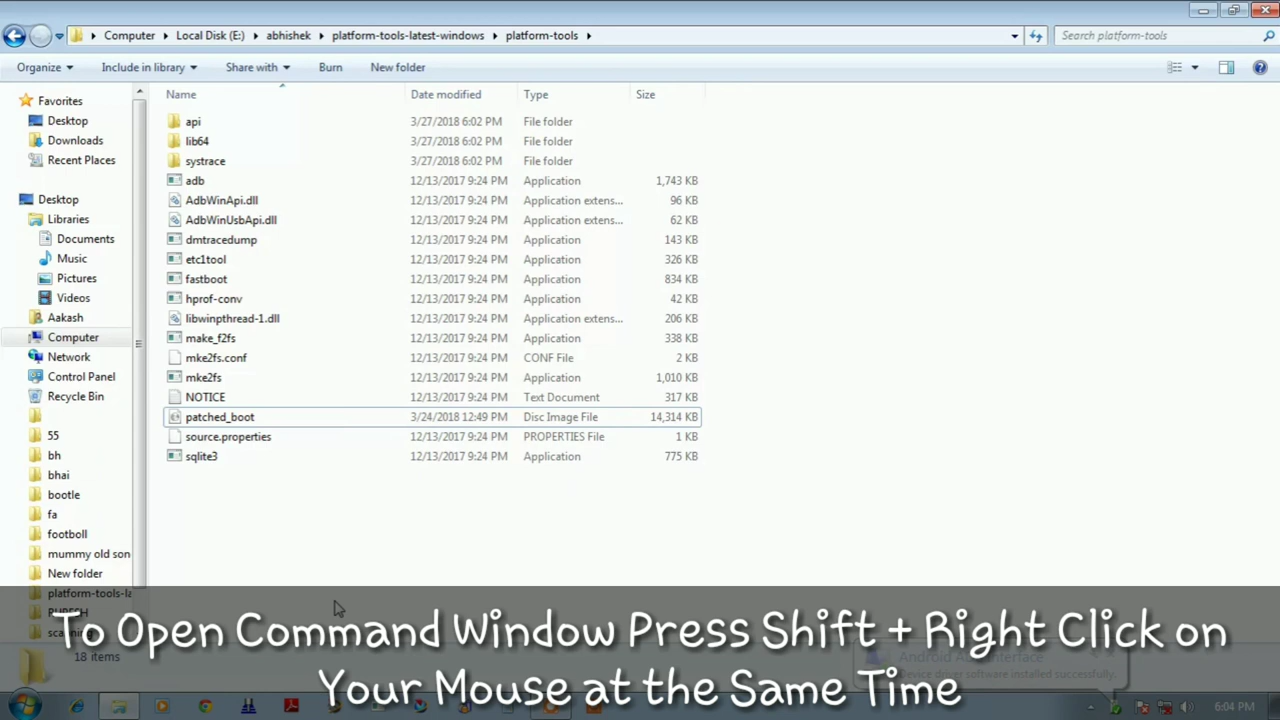 Computer Local Disk (E:) abhishek platform-tools-latest-windows platform-tools Search platform-tools
Organize Include in library Share with Burn New folder
Name Date modified Type Size
Favorites
Desktop
Downloads
Recent Places
Desktop
Libraries
Documents
Music
Pictures
Videos
Aakash
Computer
Network
Control Panel
Recycle Bin
55
bh
bhai
bootle
fa
footboll
mummy old son
New folder
platform-tools-la
api 3/27/2018 6:02 PM File folder
lib64 3/27/2018 6:02 PM File folder
systrace 3/27/2018 6:02 PM File folder
adb 12/13/2017 9:24 PM Application 1,743 KB
AdbWinApi.dll 12/13/2017 9:24 PM Application extens... 96 KB
AdbWinUsbApi.dll 12/13/2017 9:24 PM Application extens... 62 KB
dmtracedump 12/13/2017 9:24 PM Application 143 KB
etc1tool 12/13/2017 9:24 PM Application 326 KB
fastboot 12/13/2017 9:24 PM Application 834 KB
hprof-conv 12/13/2017 9:24 PM Application 42 KB
libwinpthread-1.dll 12/13/2017 9:24 PM Application extens... 206 KB
make_f2fs 12/13/2017 9:24 PM Application 338 KB
mke2fs.conf 12/13/2017 9:24 PM CONF File 2 KB
mke2fs 12/13/2017 9:24 PM Application 1,010 KB
NOTICE 12/13/2017 9:24 PM Text Document 317 KB
patched_boot 3/24/2018 12:49 PM Disc Image File 14,314 KB
source.properties 12/13/2017 9:24 PM PROPERTIES File 1 KB
sqlite3 12/13/2017 9:24 PM Application 775 KB
To Open Command Window Press Shift + Right Click on
Your Mouse at the Same Time
18 items
Device driver software installed successfully.
6:04 PM